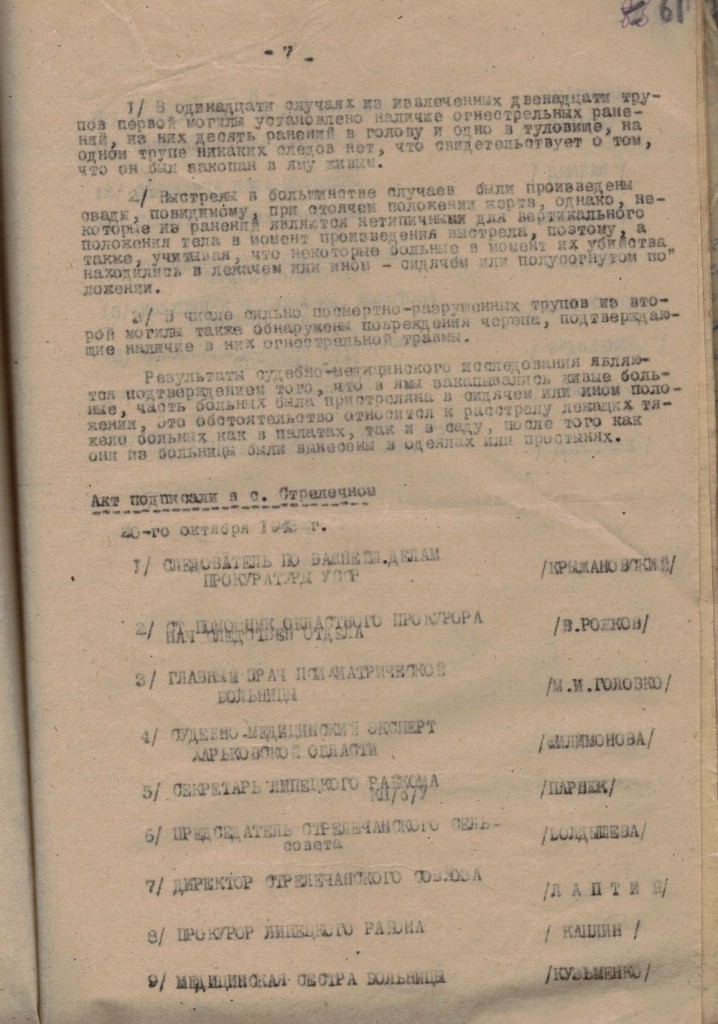 61
- 7 -
1/ В одинадцати случаях из извлеченных двенадцати тру-
пов первой могилы установлено наличие огнестрельных ране-
ний, из них десять ранений в голову и одно в туловище, на
одном трупе никаких следов нет, что свидетельствует о том,
что он был закопан в яму живым.
2/ Выстрелы в большинстве случаев были произведены
сзади, повидимому, при стоячем положении жертв, однако, не-
которые из ранений являются нетипичными для вертикального
положения тела в момент произведения выстрела, поэтому, а
также, учитывая, что некоторые больные в момент их убийства
находились в лежачем или ином - сидячем или полусогнутом по-
ложении.
3/ В числе сильно посмертно-разрушенных трупов из вто-
рой могилы также обнаружены повреждения черепа, подтверждаю-
щие наличие в них огнестральной травмы.
Результаты судебно-медицинского исследования являю-
тся подтверждением того, что в ямы закапывались живые боль-
ные, часть больных была пристреляна в сидячем или ином поло-
жении, это обстоятельство относится к расстрелу лежащих тя-
жело больных как в палатах, так и в саду, после того как
они из больницы были вынесены в одеялах или простынях.
Акт подписали в с. Стрелечном
20-го октября 1943 г.
1/ СЛЕДОВАТЕЛЬ ПО ВАЖНЕЙШ.ДЕЛАМ
ПРОКУРАТУРЫ УССР /КРЫЖАНОВСКИЙ/
2/ СТ ПОМОЩНИК ОБЛАСТНОГО ПРОКУРОРА
НАЧ СЛЕДСТВЕН ОТДЕЛА /В.РОЖКОВ/
3/ ГЛАВНЫЙ ВРАЧ ПСИХИАТРИЧЕСКОЙ
БОЛЬНИЦЫ /М.И.ГОЛОВКО/
4/ СУДЕБНО-МЕДИЦИНСКИЙ ЭКСПЕРТ
ХАРЬКОВСКОЙ ОБЛАСТИ /ФИЛИМОНОВА/
5/ СЕКРЕТАРЬ ЛИПЕЦКОГО РАЙКОМА
КП/б/У /ПАРНЕК/
6/ ПРЕДСЕДАТЕЛЬ СТРЕЛЕЧАНСКОГО СЕЛЬ-
совета /БОЛДЫШЕВА/
7/ ДИРЕКТОР СТРЕЛЕЧАНСКОГО СОВХОЗА /Л А П Т И Й/
8/ ПРОКУРОР ЛИПЕЦКОГО РАЙОНА / КАПЛИН /
9/ МЕДИЦИНСКАЯ СЕСТРА БОЛЬНИЦЫ /КУЗЬМЕНКО/